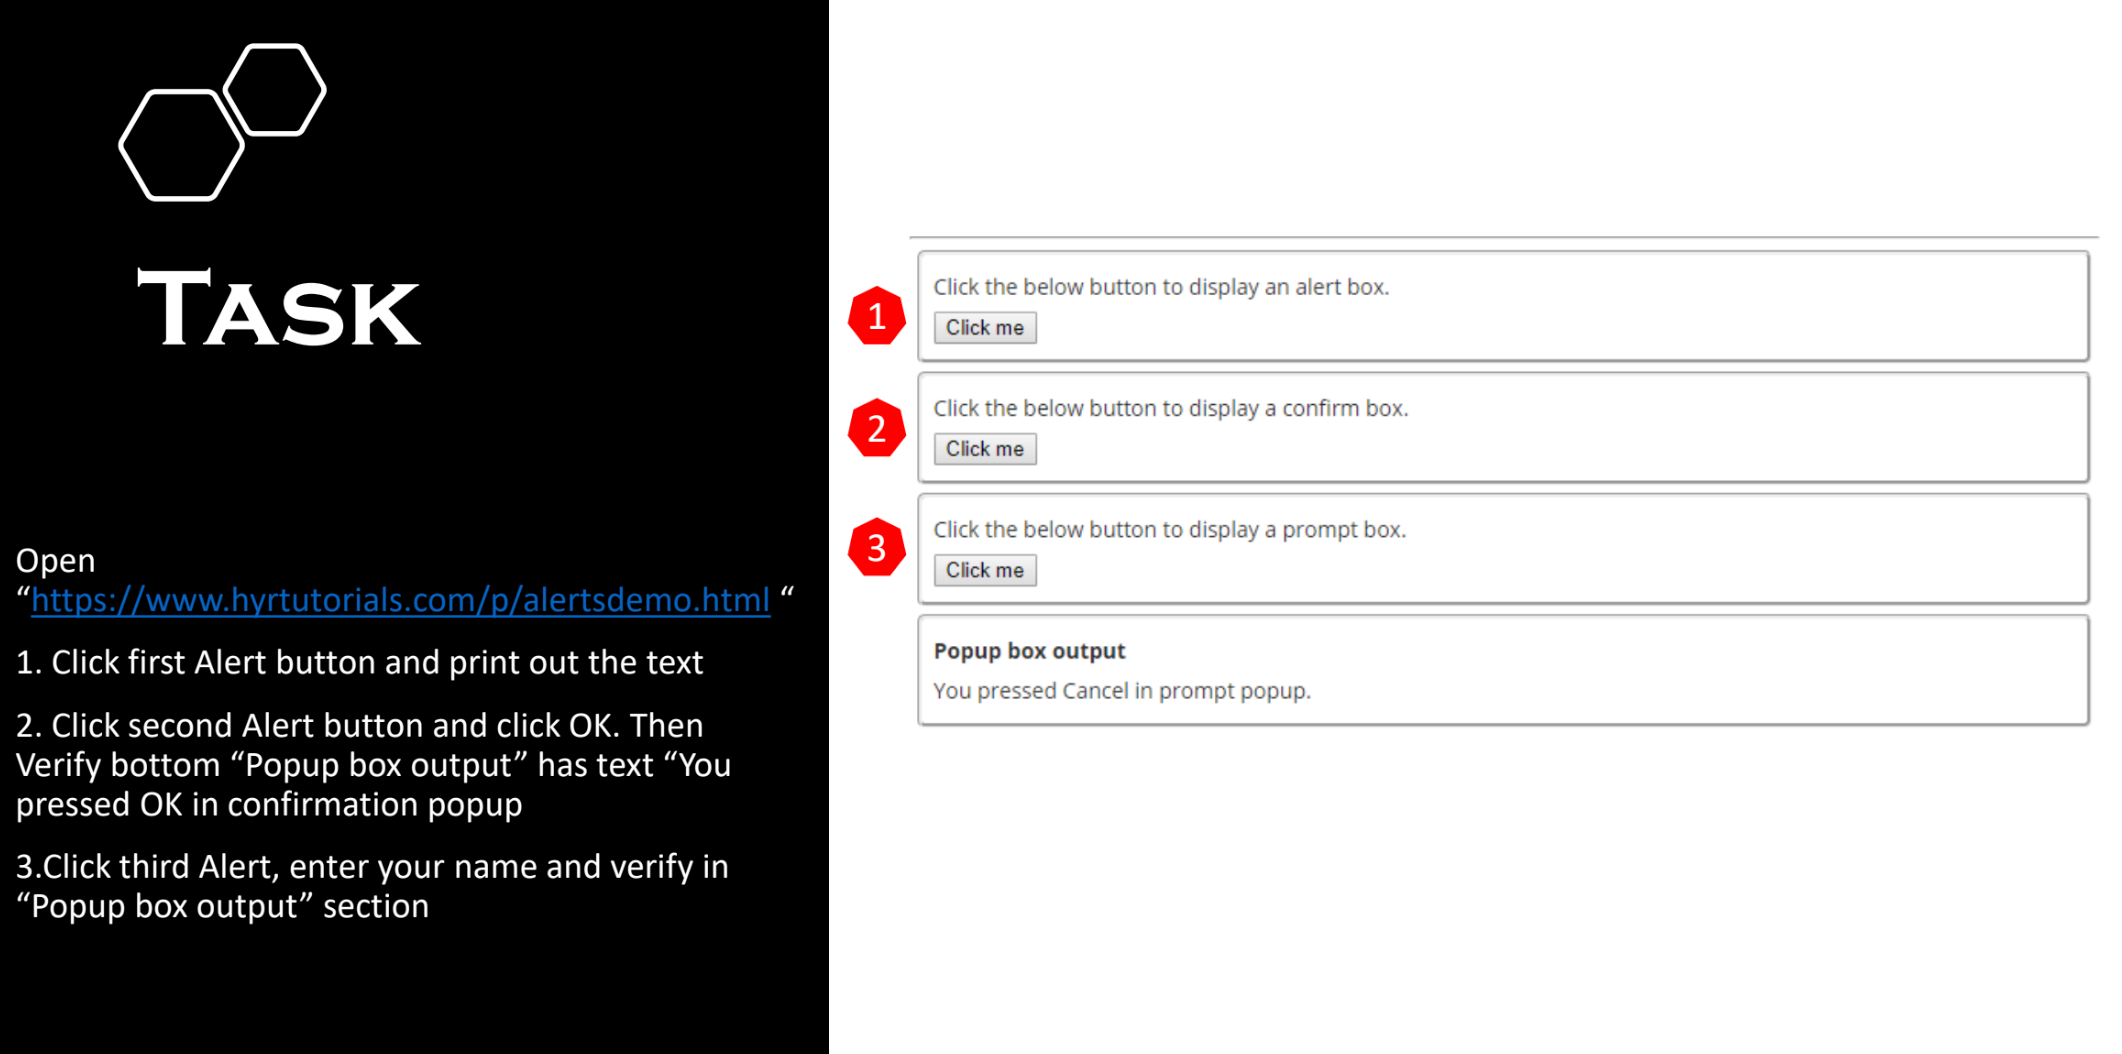 TASK
Open
“https://www.hyrtutorials.com/p/alertsdemo.html “
1. Click first Alert button and print out the text
2. Click second Alert button and click OK. Then
Verify bottom “Popup box output” has text “You
pressed OK in confirmation popup
3.Click third Alert, enter your name and verify in
“Popup box output” section
1
Click the below button to display an alert box.
Click me
2
Click the below button to display a confirm box.
Click me
3
Click the below button to display a prompt box.
Click me
Popup box output
You pressed Cancel in prompt popup.